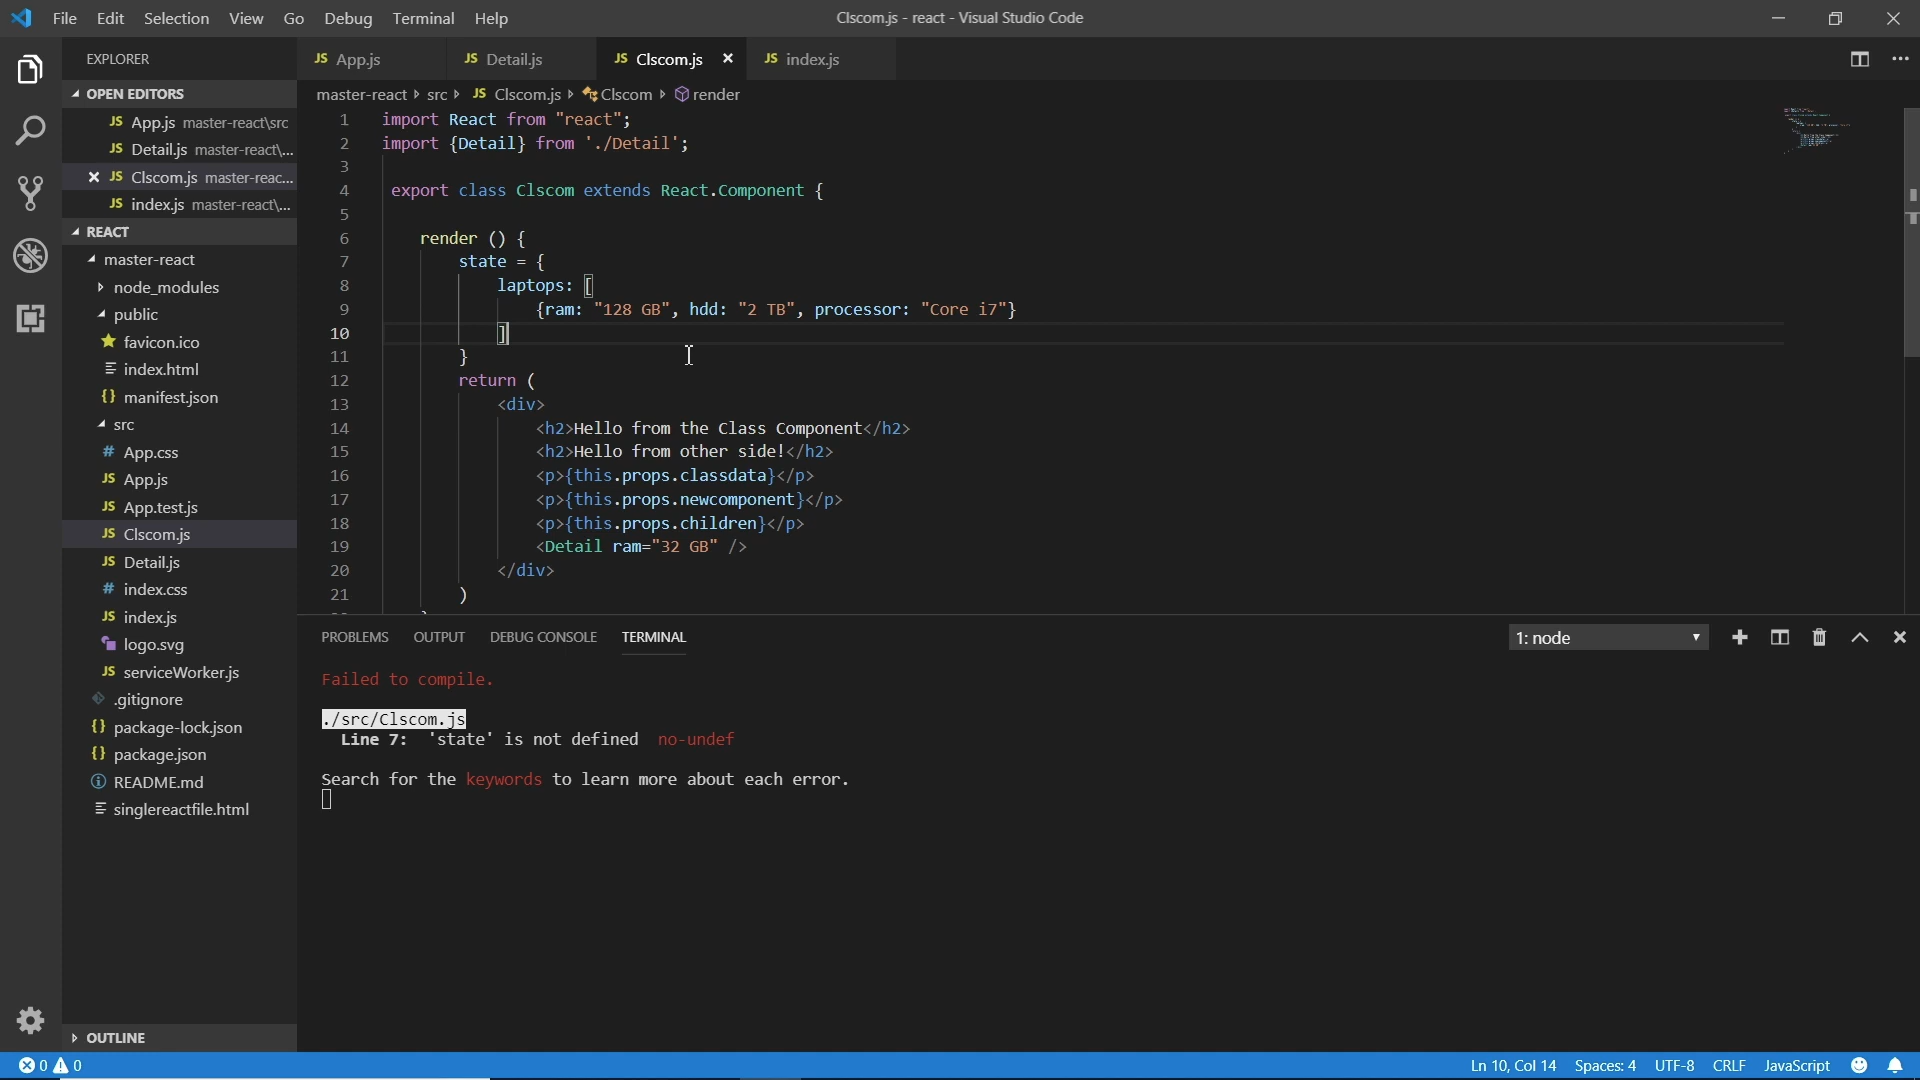 File Edit Selection View Go Debug Terminal Help
Clscom.js - react - Visual Studio Code
EXPLORER
OPEN EDITORS
JS App.js master-react\src
JS Detail.js master-react\...
JS Clscom.js master-reac...
JS index.js master-react\...
REACT
master-react
node_modules
public
favicon.ico
index.html
{} manifest.json
src
# App.css
JS App.js
JS App.test.js
JS Clscom.js
JS Detail.js
# index.css
JS index.js
logo.svg
JS serviceWorker.js
.gitignore
{} package-lock.json
{} package.json
README.md
singlereactfile.html
OUTLINE
JS App.js JS Detail.js JS Clscom.js JS index.js
master-react src JS Clscom.js Clscom render
1 import React from "react";
2 import {Detail} from './Detail';
3
4 export class Clscom extends React.Component {
5
6 render () {
7 state = {
8 laptops: [
9 {ram: "128 GB", hdd: "2 TB", processor: "Core i7"}
10 ]
11 }
12 return (
13 <div>
14 <h2>Hello from the Class Component</h2>
15 <h2>Hello from other side!</h2>
16 <p>{this.props.classdata}</p>
17 <p>{this.props.newcomponent}</p>
18 <p>{this.props.children}</p>
19 <Detail ram="32 GB" />
20 </div>
21 )
PROBLEMS OUTPUT DEBUG CONSOLE TERMINAL
1: node
Failed to compile.
./src/Clscom.js
Line 7: 'state' is not defined no-undef
Search for the keywords to learn more about each error.
0 0
Ln 10, Col 14 Spaces: 4 UTF-8 CRLF JavaScript